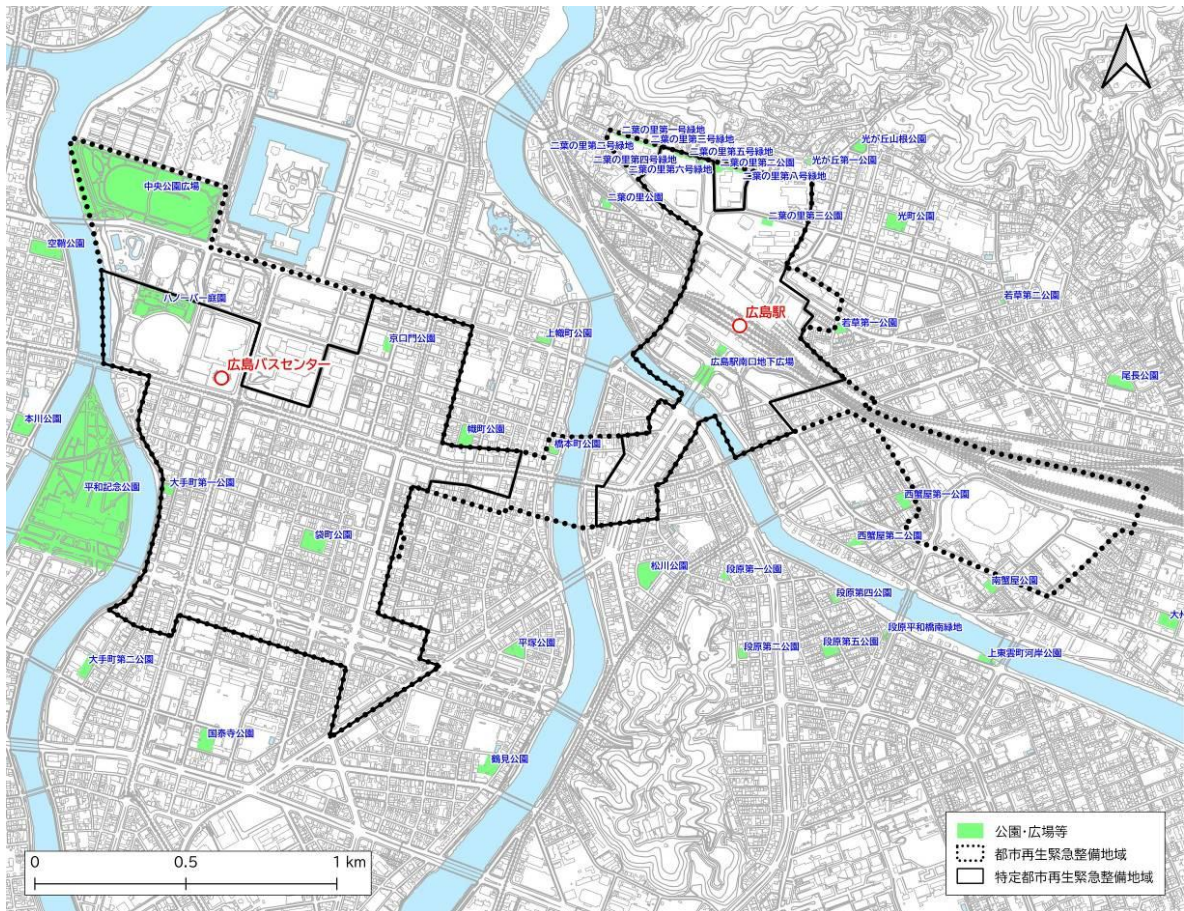 二葉の里第一号緑地
二葉の里第三号緑地
光が丘山根公園
二葉の里第二号緑地
二葉の里第五号緑地
二葉の里第四号緑地
二葉の里第二公園
光が丘第一公園
二葉の里第六号緑地
二葉の里第八号緑地
中央公園広場
二葉の里公園
二葉の里第三公園
光町公園
空鞘公園
ハノーバー庭園
若草第二公園
広島駅
若草第一公園
京口門公園
上幟町公園
広島バスセンター
広島駅南口地下広場
尾長公園
本川公園
幟町公園
橋本町公園
平和記念公園
大手町第一公園
西蟹屋第一公園
袋町公園
西蟹屋第二公園
松川公園
段原第一公園
南蟹屋公園
段原第四公園
大州
段原平和橋南緑地
平塚公園
段原第二公園
段原第五公園
上東雲町河岸公園
大手町第二公園
国泰寺公園
鶴見公園
公園・広場等
都市再生緊急整備地域
特定都市再生緊急整備地域
0 0.5 1 km